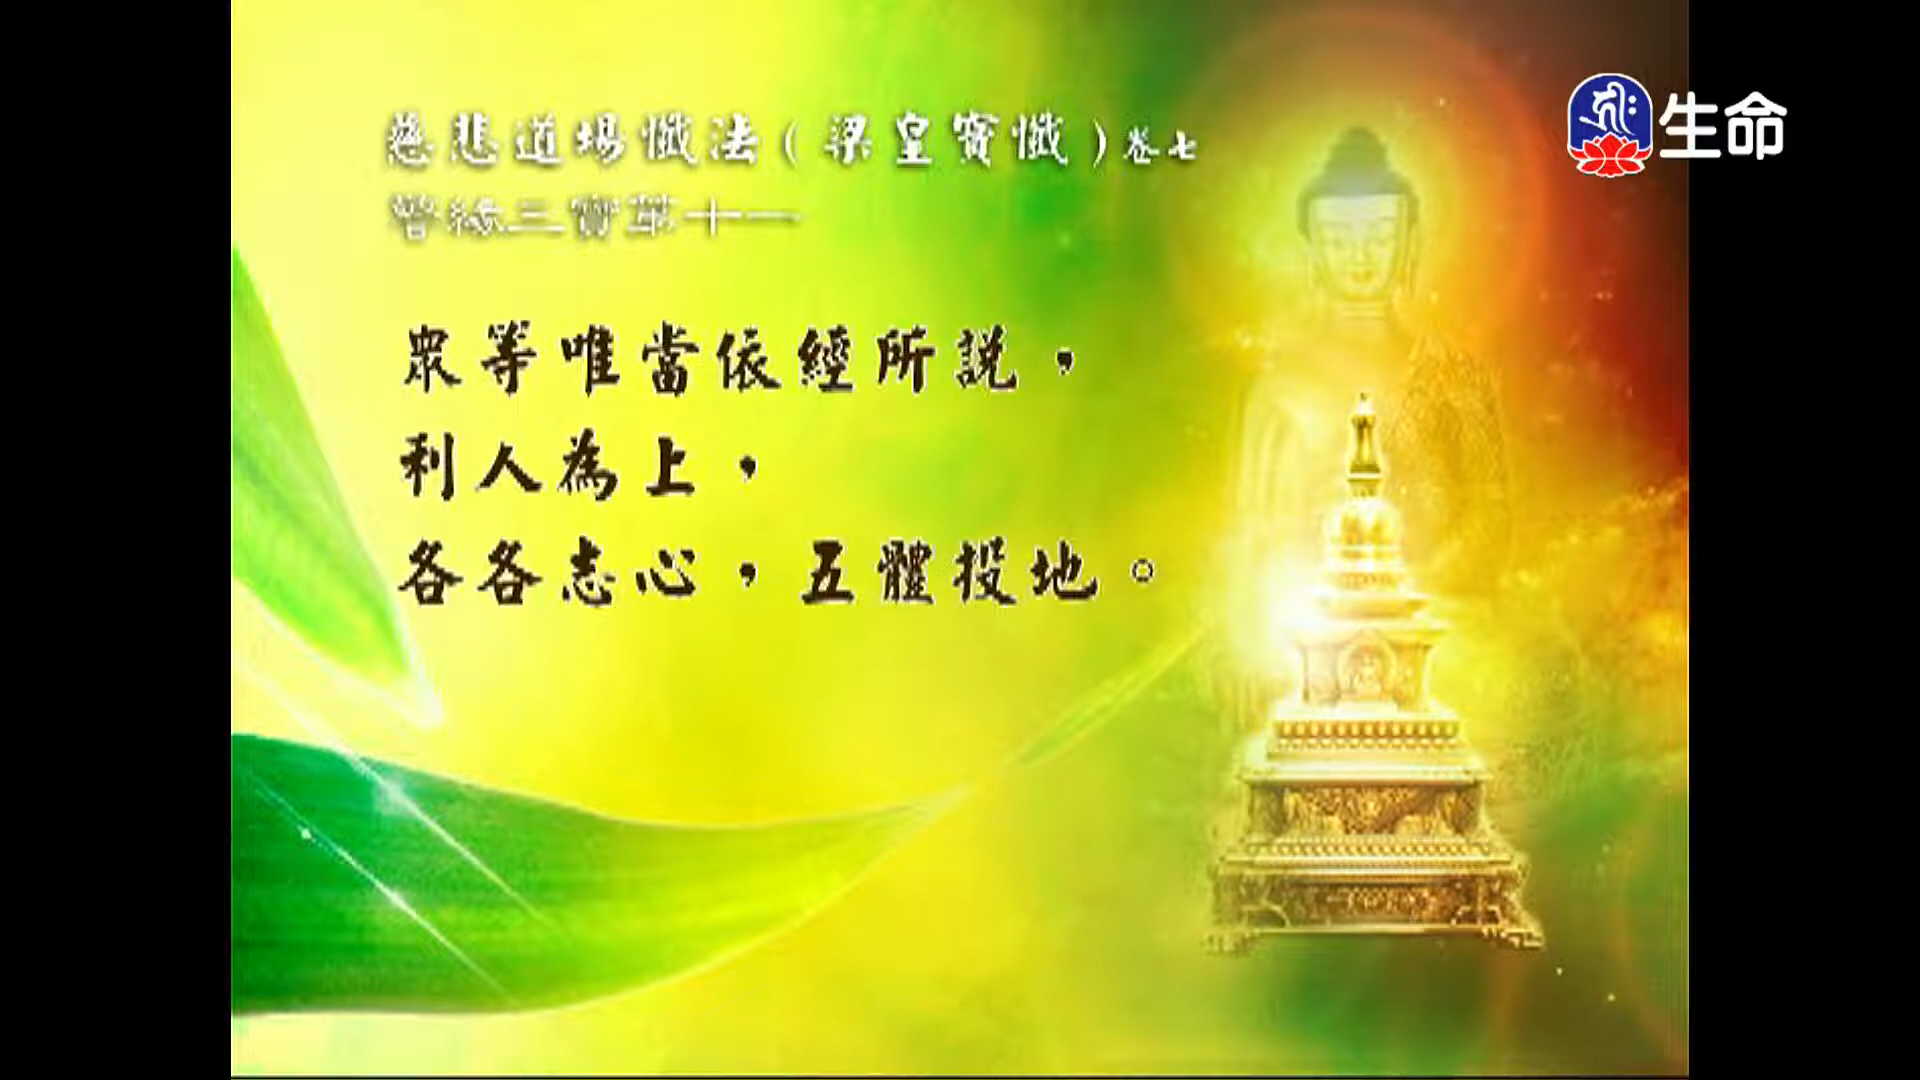 慈悲道場懺法(梁皇寶懺)卷七
警緣三寶第十一
眾等唯當依經所說，
利人為上，
各各志心，五體投地。
生命